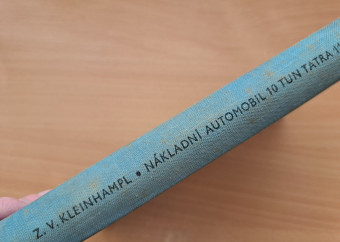 Z. V. KLEINHAMPL • NÁKLADNÍ AUTOMOBIL 10 TUN TATRA